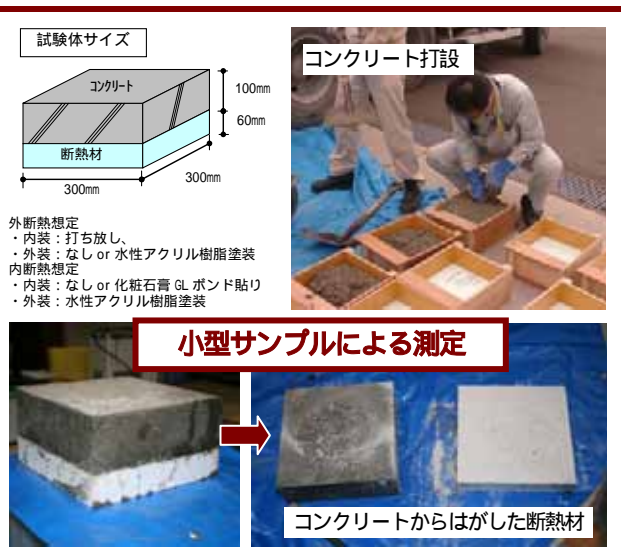 試験体サイズ
コンクリート
断熱材
100mm
60mm
300mm
300mm
外断熱想定
・内装：打ち放し、
・外装：なし or 水性アクリル樹脂塗装
内断熱想定
・内装：なし or 化粧石膏 GL ボンド貼り
・外装：水性アクリル樹脂塗装
コンクリート打設
小型サンプルによる測定
コンクリートからはがした断熱材